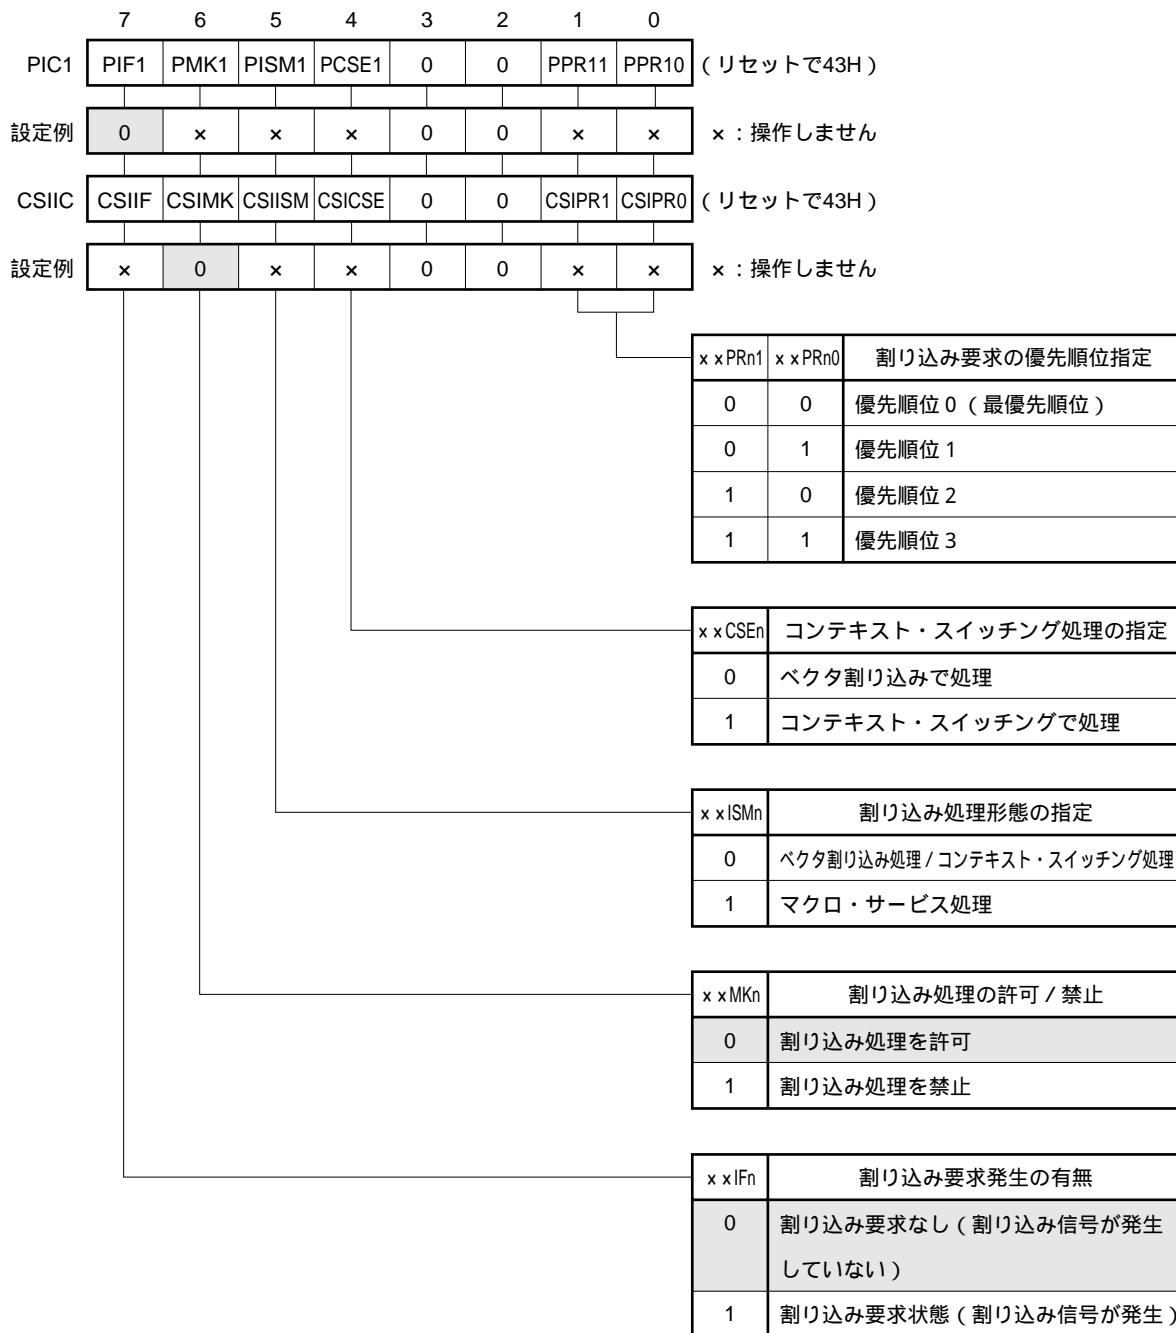 7 6 5 4 3 2 1 0
PIC1 PIF1 PMK1 PISM1 PCSE1 0 0 PPR11 PPR10 (リセットで43H)
設定例 0 × × × 0 0 × × ×：操作しません
CSIIC CSIIF CSIMK CSIISM CSICSE 0 0 CSIPR1 CSIPR0 (リセットで43H)
設定例 × 0 × × 0 0 × × ×：操作しません
××PRn1 ××PRn0 割り込み要求の優先順位指定
0 0 優先順位0(最優先順位)
0 1 優先順位1
1 0 優先順位2
1 1 優先順位3
××CSEn コンテキスト・スイッチング処理の指定
0 ベクタ割り込みで処理
1 コンテキスト・スイッチングで処理
××ISMn 割り込み処理形態の指定
0 ベクタ割り込み処理/コンテキスト・スイッチング処理
1 マクロ・サービス処理
××MKn 割り込み処理の許可/禁止
0 割り込み処理を許可
1 割り込み処理を禁止
××IFn 割り込み要求発生の有無
0 割り込み要求なし(割り込み信号が発生
していない)
1 割り込み要求状態(割り込み信号が発生)